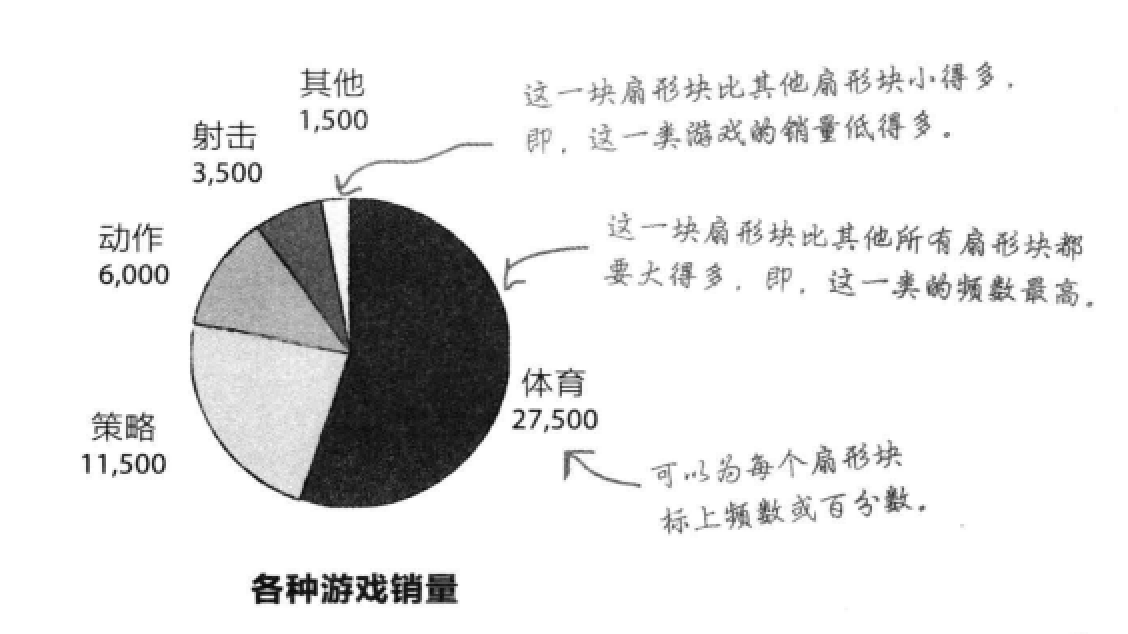 其他
1,500
这一块扇形块比其他扇形块小得多，
即，这一类游戏的销量低得多。
射击
3,500
动作
6,000
这一块扇形块比其他所有扇形块都
要大得多，即，这一类的频数最高。
体育
27,500
策略
11,500
可以为每个扇形块
标上频数或百分数。
各种游戏销量